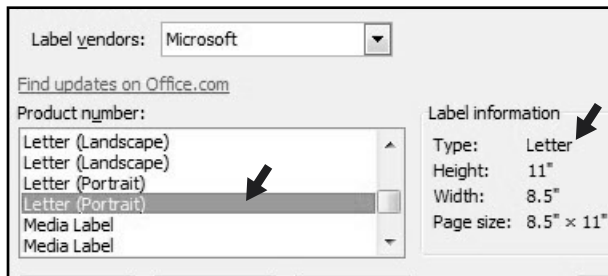 Label vendors: Microsoft
Find updates on Office.com
Product number:
Letter (Landscape)
Letter (Landscape)
Letter (Portrait)
Letter (Portrait)
Media Label
Media Label
Label information
Type: Letter
Height: 11"
Width: 8.5"
Page size: 8.5" × 11"